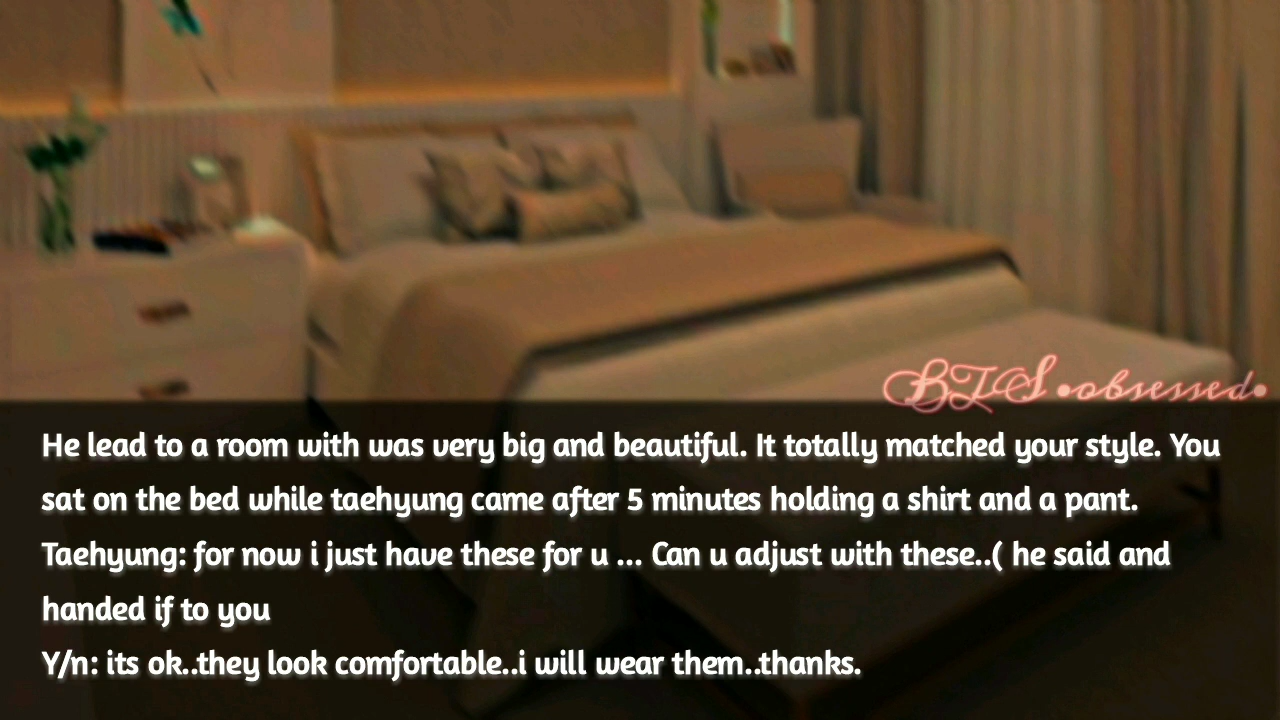 BTS •obsessed•
He lead to a room with was very big and beautiful. It totally matched your style. You
sat on the bed while taehyung came after 5 minutes holding a shirt and a pant.
Taehyung: for now i just have these for u ... Can u adjust with these..( he said and
handed if to you
Y/n: its ok..they look comfortable..i will wear them..thanks.